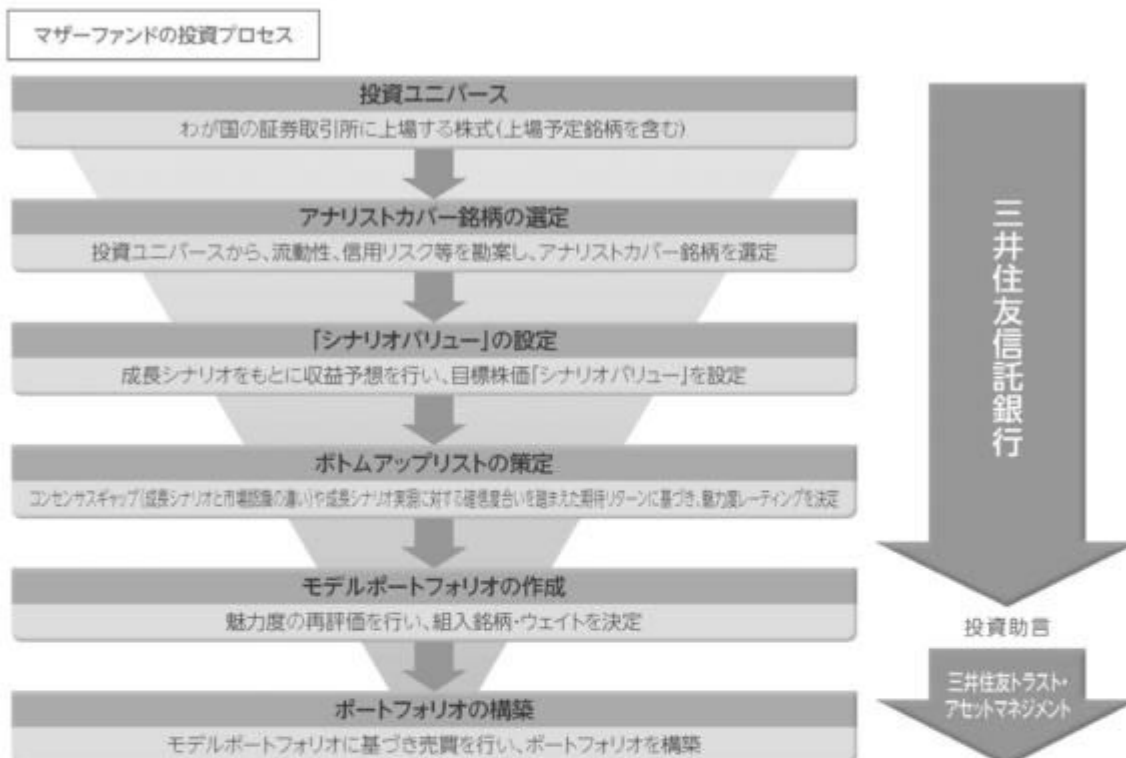 マザーファンドの投資プロセス
投資ユニバース
わが国の証券取引所に上場する株式(上場予定銘柄を含む)
アナリストカバー銘柄の選定
投資ユニバースから、流動性、信用リスク等を勘案し、アナリストカバー銘柄を選定
「シナリオバリュー」の設定
成長シナリオをもとに収益予想を行い、目標株価「シナリオバリュー」を設定
ボトムアップリストの策定
コンセンサスギャップ(成長シナリオと市場認識の違い)や成長シナリオ実現に対する確信度合いを踏まえた期待リターンに基づき、魅力度レーティングを決定
モデルポートフォリオの作成
魅力度の再評価を行い、組入銘柄・ウェイトを決定
ポートフォリオの構築
モデルポートフォリオに基づき売買を行い、ポートフォリオを構築
三井住友信託銀行
投資助言
三井住友トラスト・
アセットマネジメント